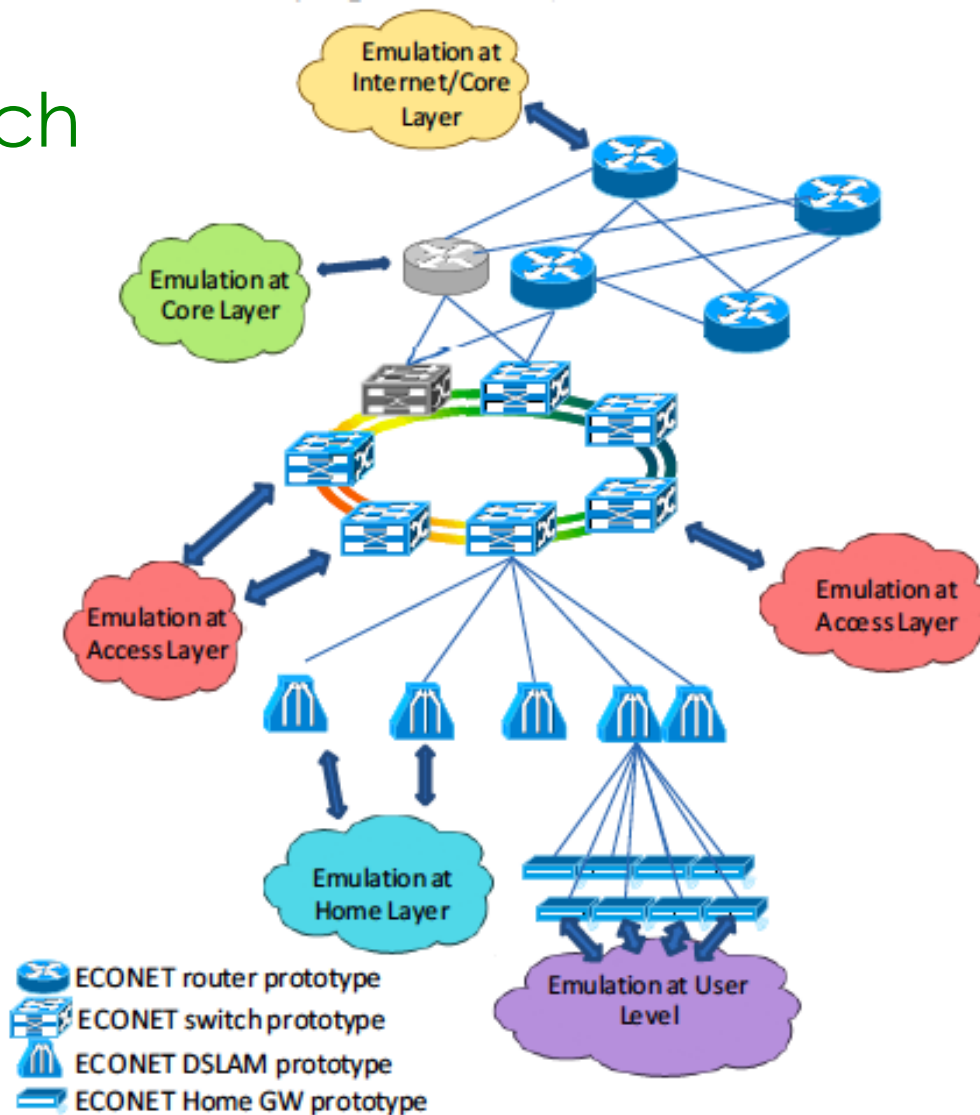 Emulation at
Internet/Core
Layer
ch
Emulation at
Core Layer
Emulation at
Access Layer
Emulation at
Access Layer
Emulation at
Home Layer
Emulation at User
Level
ECONET router prototype
ECONET switch prototype
ECONET DSLAM prototype
ECONET Home GW prototype